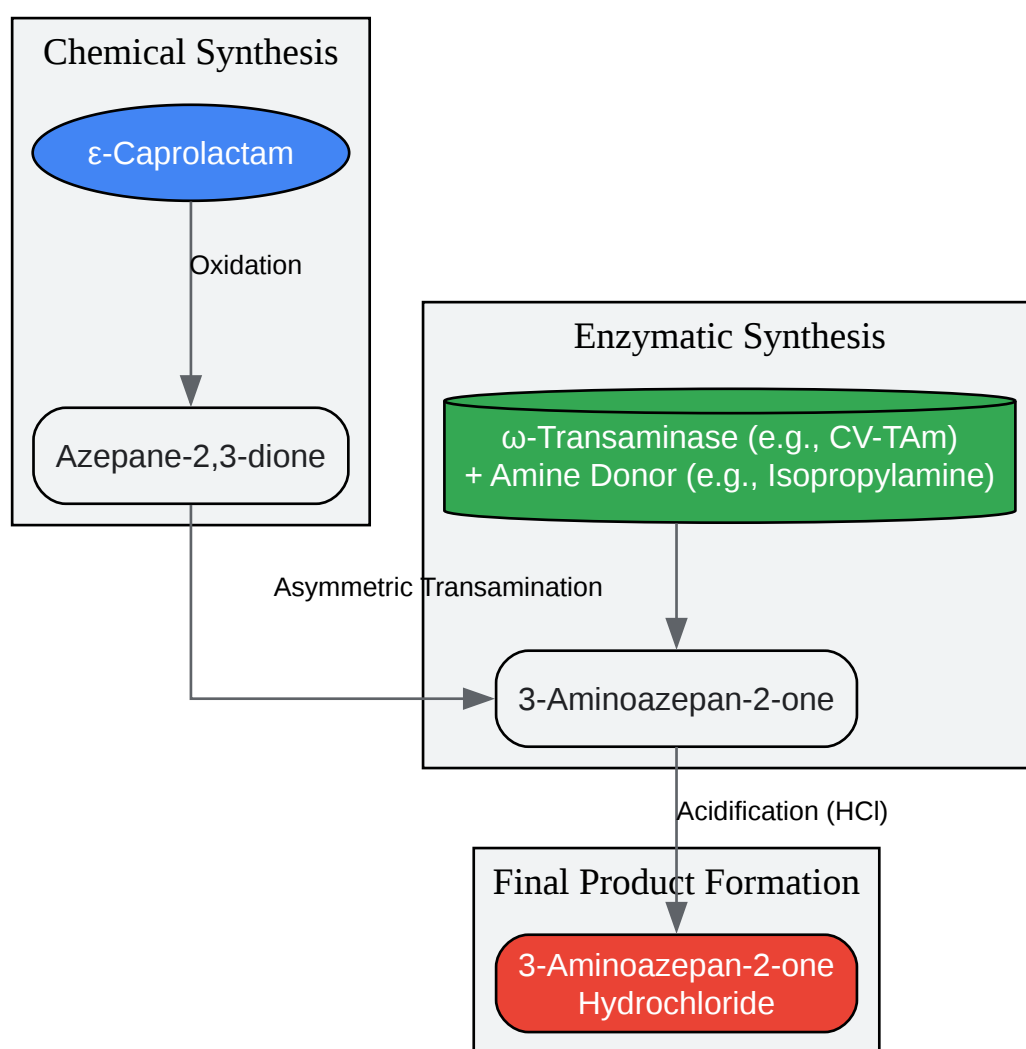 Chemical Synthesis
ε-Caprolactam
Oxidation
Azepane-2,3-dione
Enzymatic Synthesis
ω-Transaminase (e.g., CV-TAm)
+ Amine Donor (e.g., Isopropylamine)
Asymmetric Transamination
3-Aminoazepan-2-one
Acidification (HCl)
Final Product Formation
3-Aminoazepan-2-one
Hydrochloride